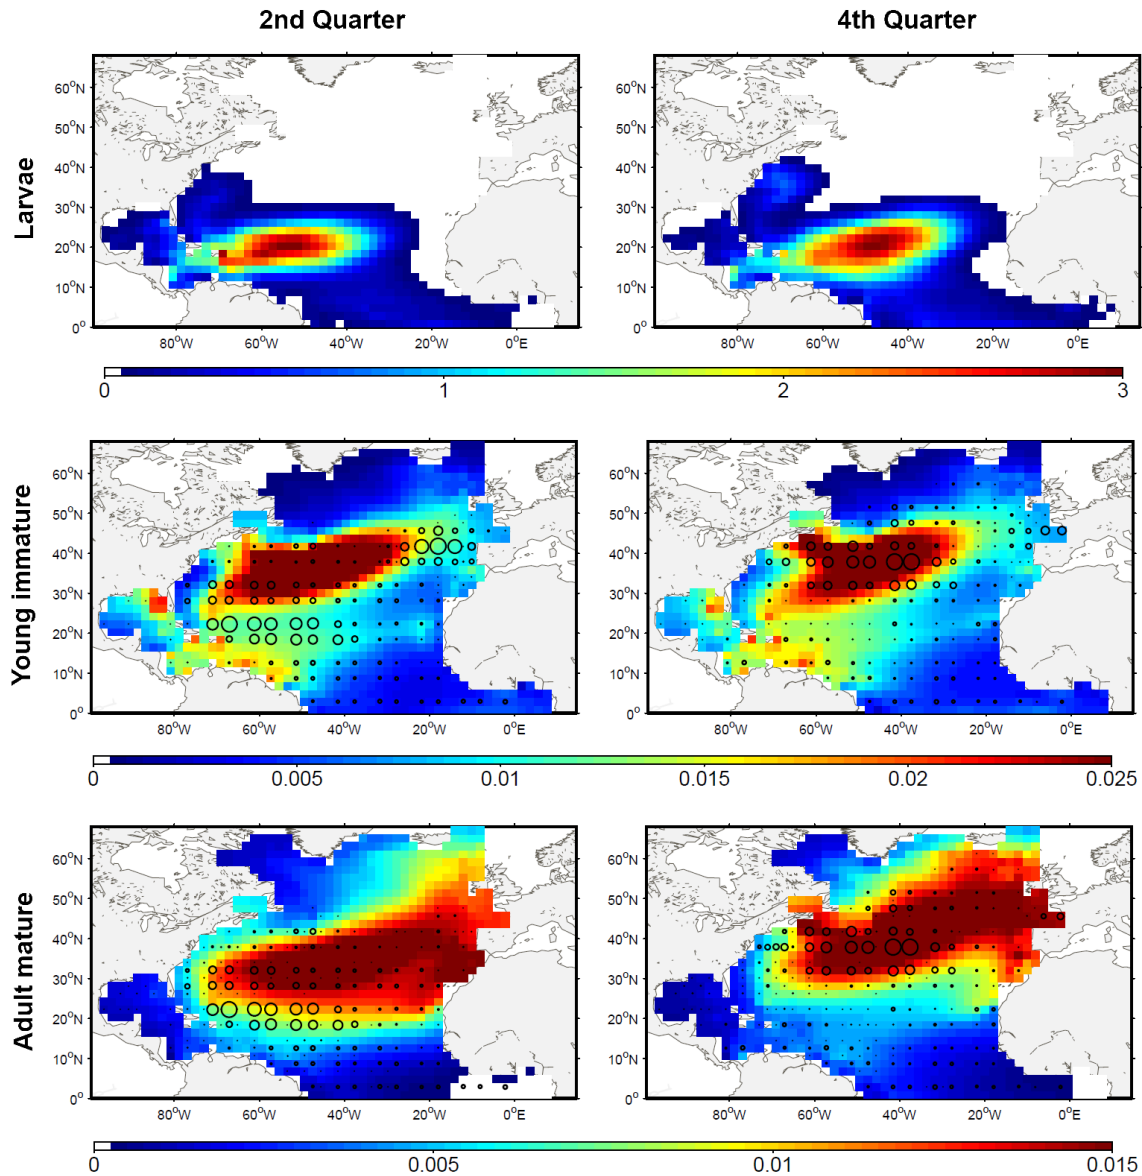 2nd Quarter 4th Quarter
Larvae
60°N 60°N
50°N 50°N
40°N 40°N
30°N 30°N
20°N 20°N
10°N 10°N
0° 0°
80°W 60°W 40°W 20°W 0°E 80°W 60°W 40°W 20°W 0°E
0 1 2 3
Young immature
60°N 60°N
50°N 50°N
40°N 40°N
30°N 30°N
20°N 20°N
10°N 10°N
0° 0°
80°W 60°W 40°W 20°W 0°E 80°W 60°W 40°W 20°W 0°E
0 0.005 0.01 0.015 0.02 0.025
Adult mature
60°N 60°N
50°N 50°N
40°N 40°N
30°N 30°N
20°N 20°N
10°N 10°N
0° 0°
80°W 60°W 40°W 20°W 0°E 80°W 60°W 40°W 20°W 0°E
0 0.005 0.01 0.015